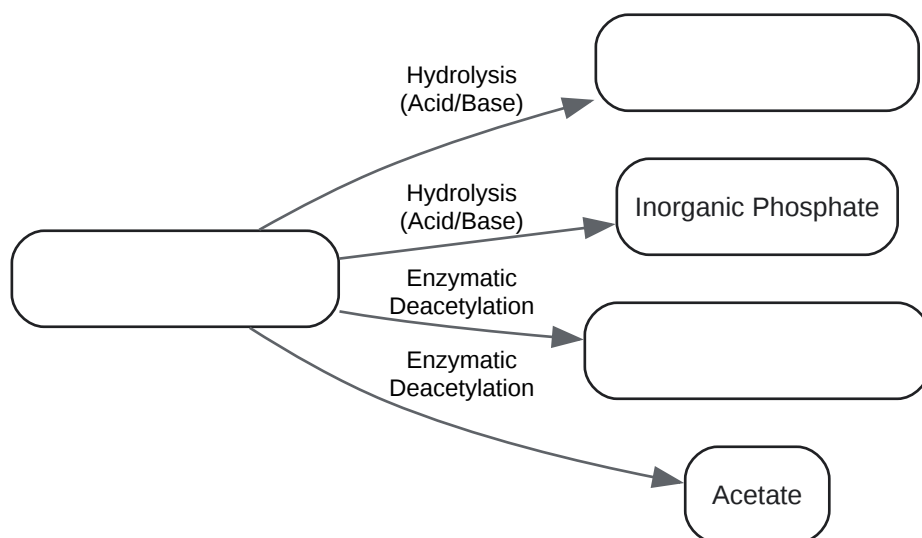 Hydrolysis
(Acid/Base)
Hydrolysis
(Acid/Base)
Inorganic Phosphate
Enzymatic
Deacetylation
Enzymatic
Deacetylation
Acetate